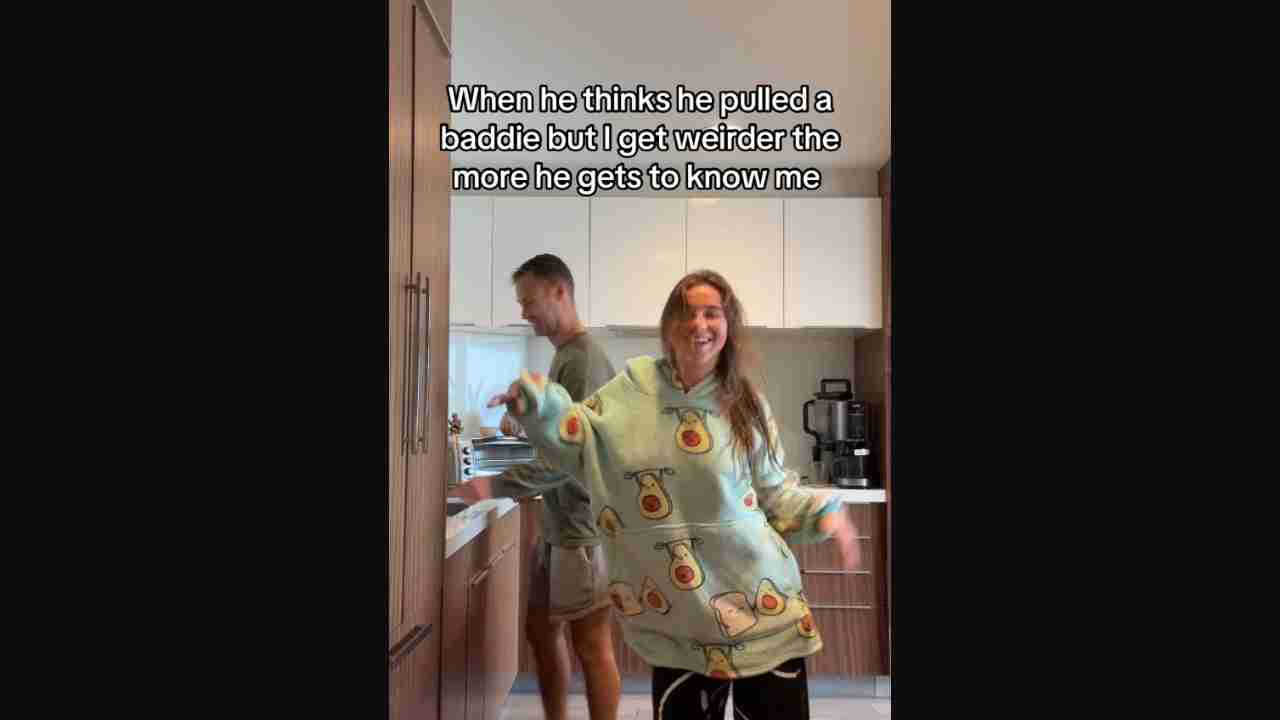 When he thinks he pulled a
baddie but I get weirder the
more he gets to know me